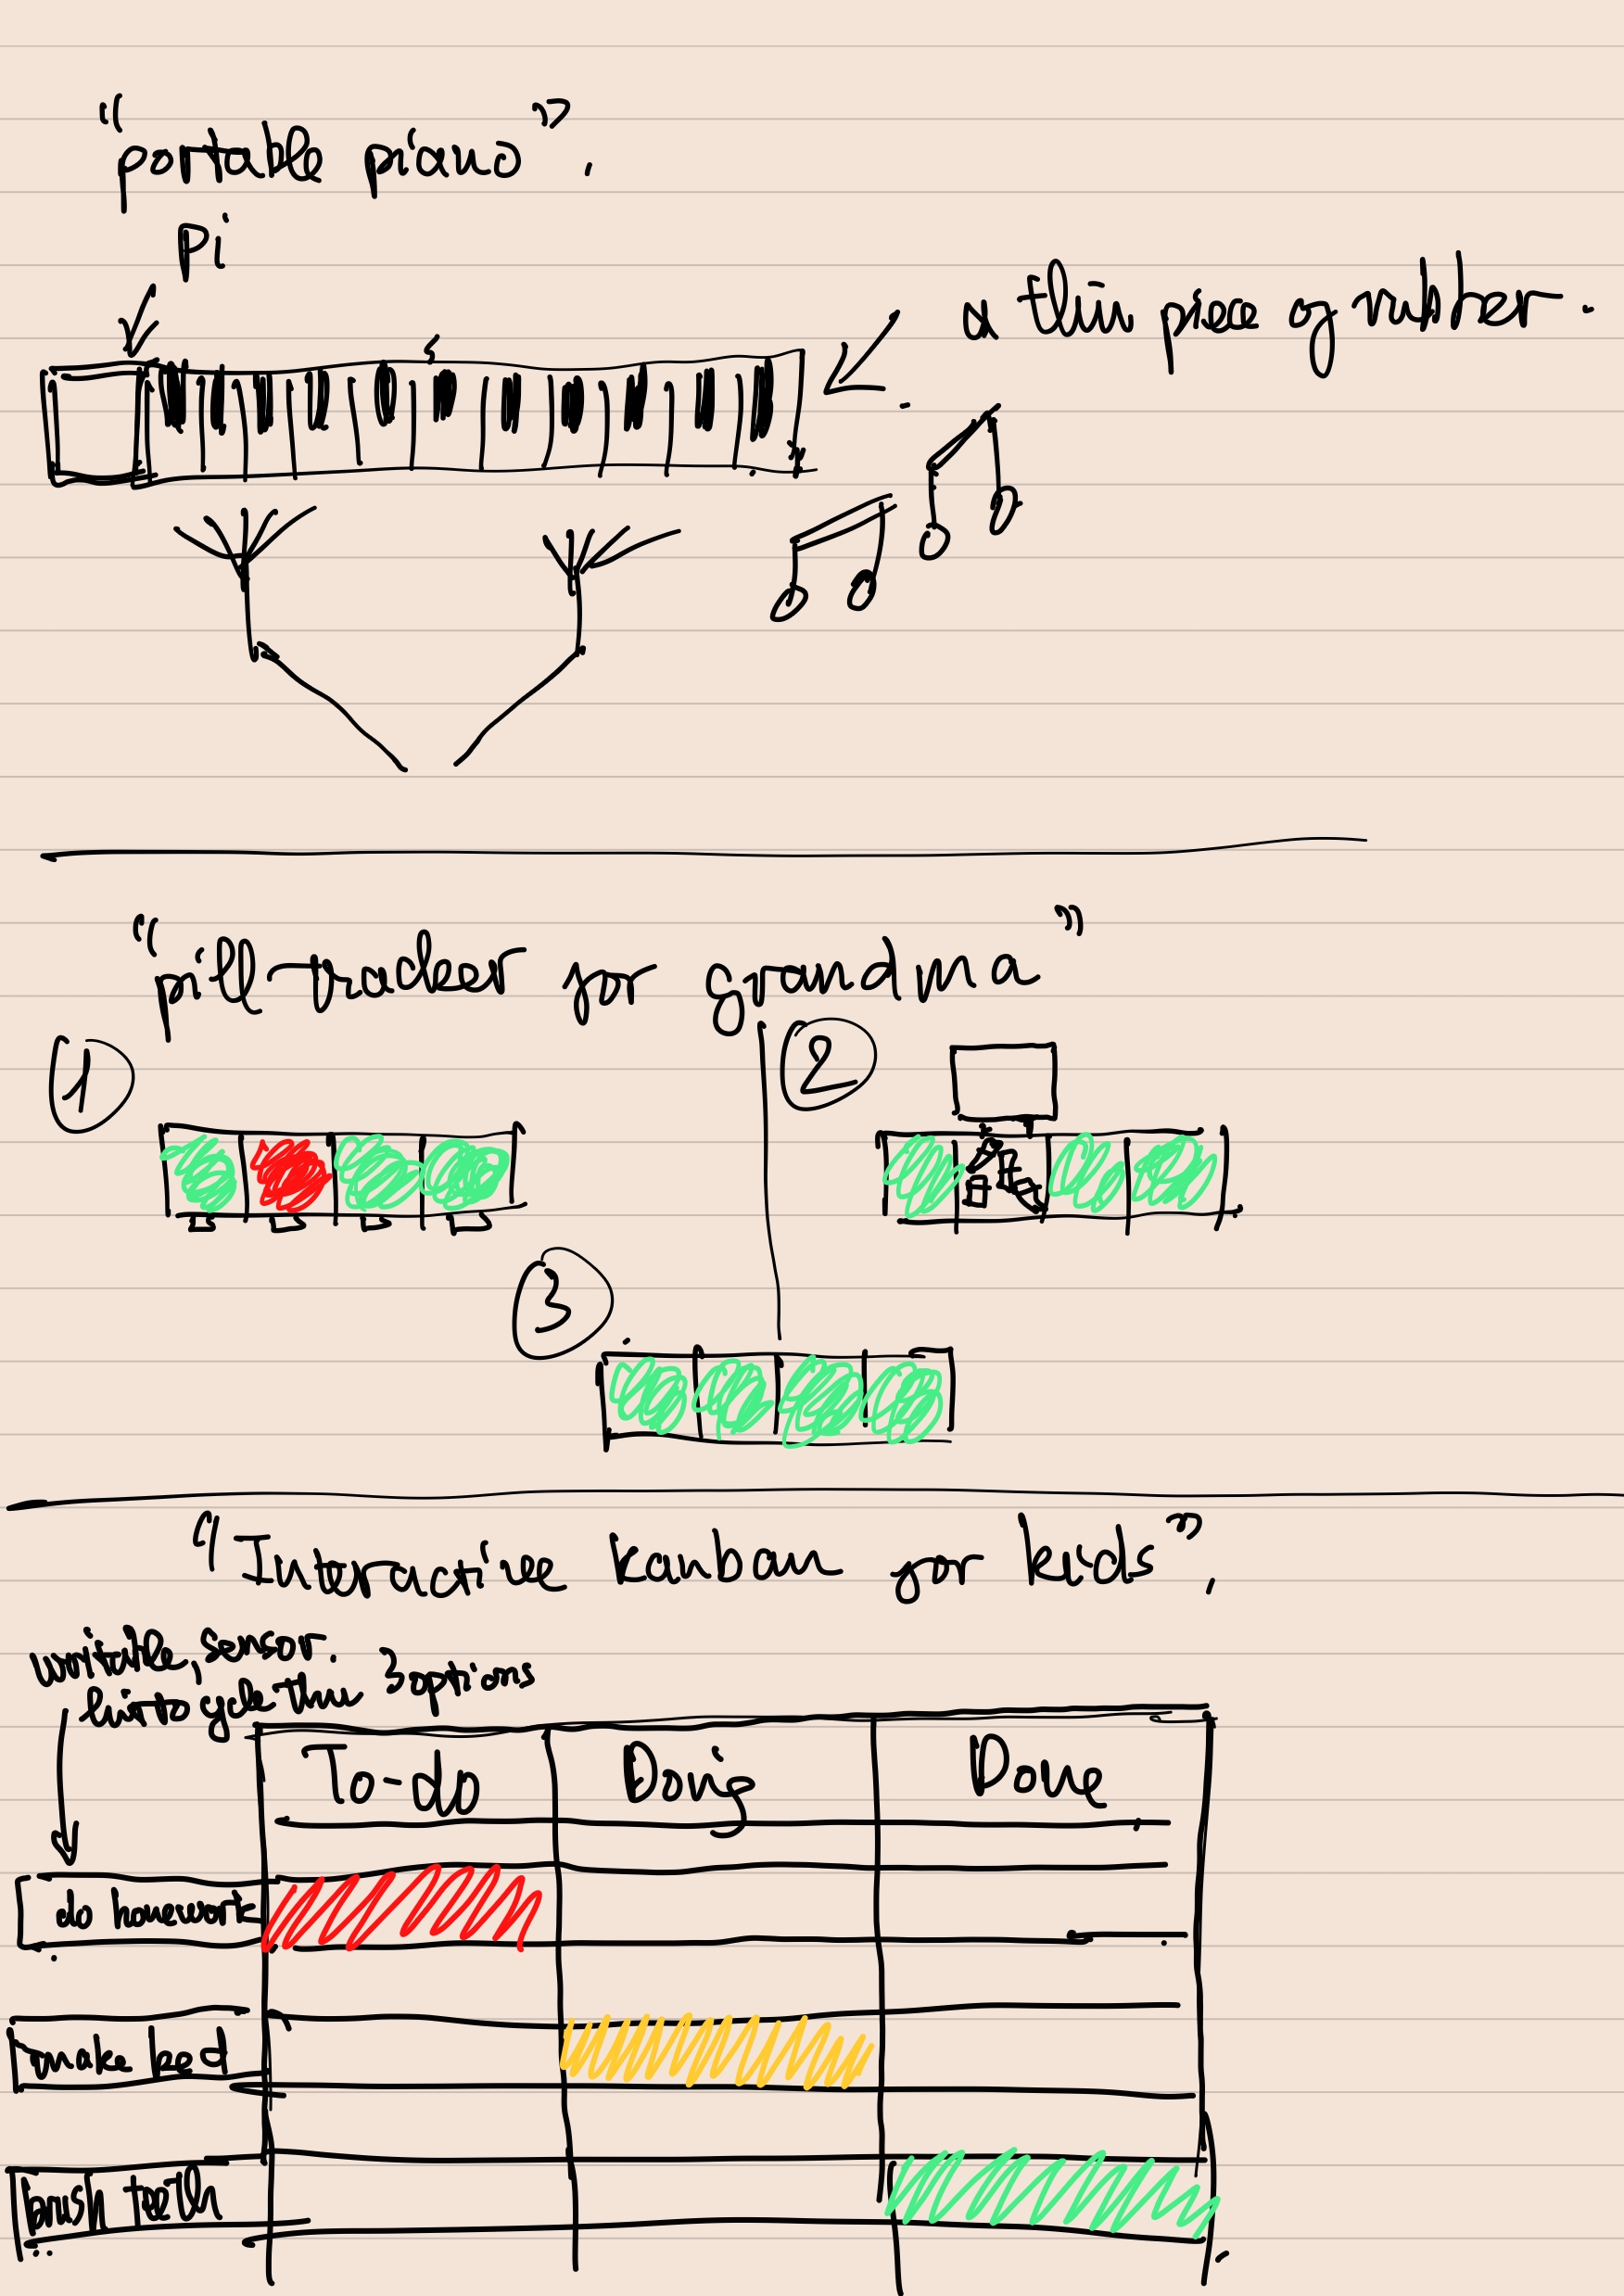 "portable piano".
Pi
a thin piece of rubber.
"pill-tracker for grandma"
1
2
3
"Interactive kanban for kids".
writable sensor.
hit to cycle thru 3 options
To-do Doing Done
do homework
make bed
brush teeth